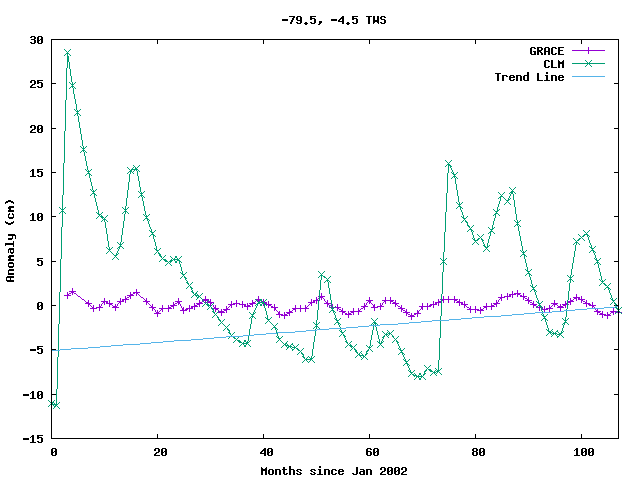 -79.5, -4.5 TWS
GRACE
CLM
Trend Line
30
25
20
15
10
5
0
-5
-10
-15
Anomaly (cm)
0 20 40 60 80 100
Months since Jan 2002